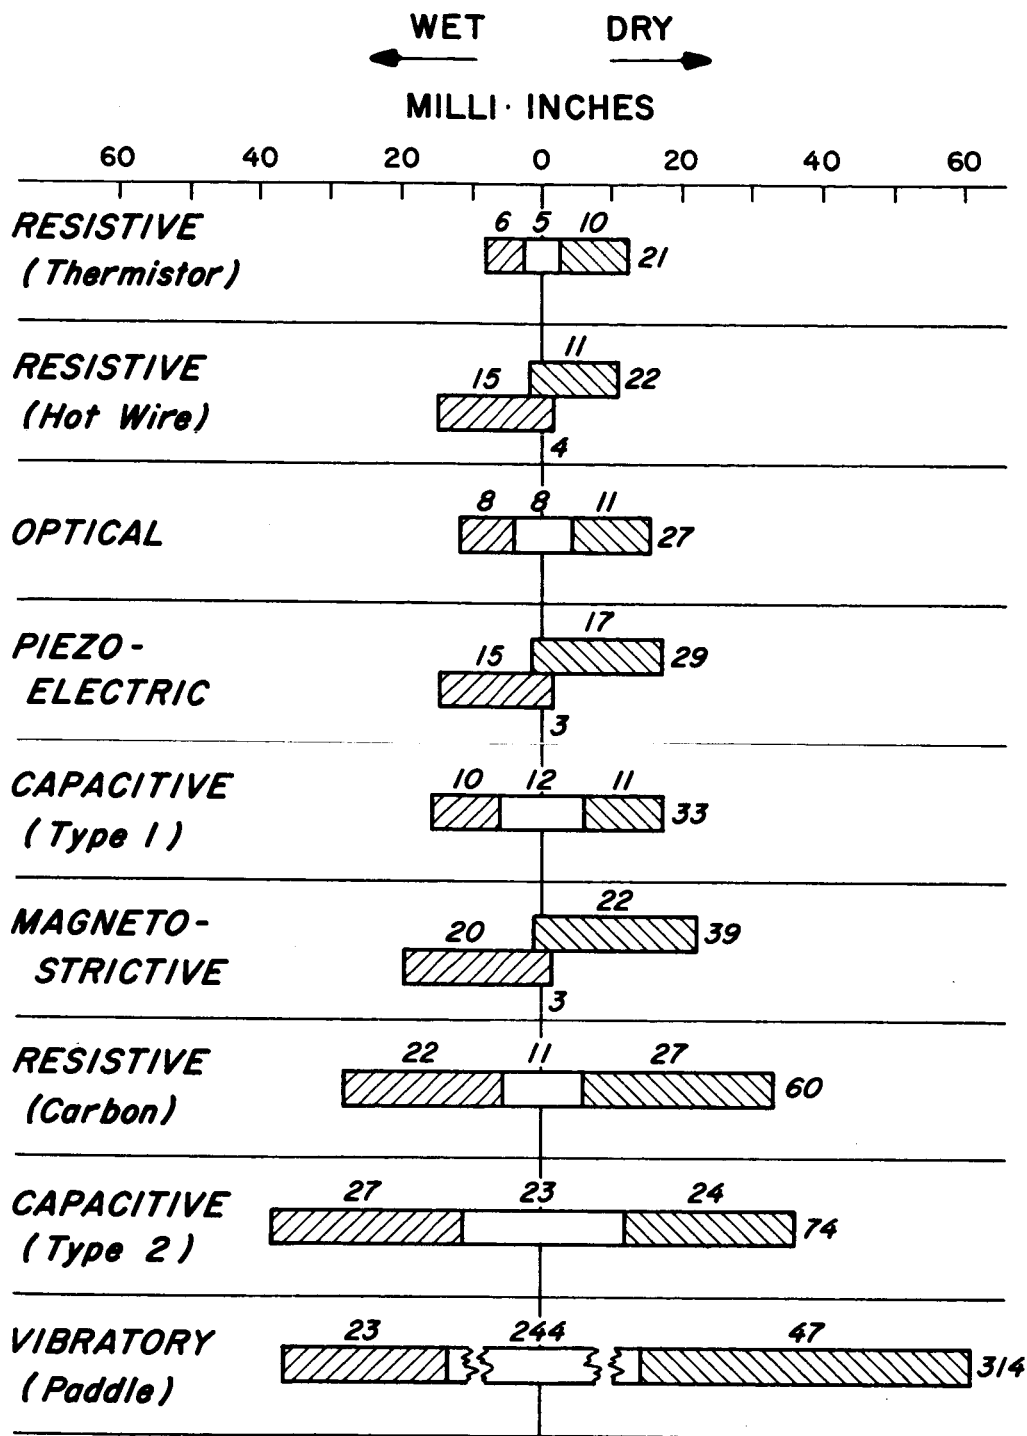 WET DRY
MILLI· INCHES
60 40 20 0 20 40 60
RESISTIVE
(Thermistor)
6 5 10
21
RESISTIVE
(Hot Wire)
11
22
15
4
OPTICAL
8 8 11
27
PIEZO-
ELECTRIC
17
29
15
3
CAPACITIVE
(Type 1)
10 12 11
33
MAGNETO-
STRICTIVE
22
39
20
3
RESISTIVE
(Carbon)
22 11 27
60
CAPACITIVE
(Type 2)
27 23 24
74
VIBRATORY
(Paddle)
23 244 47
314